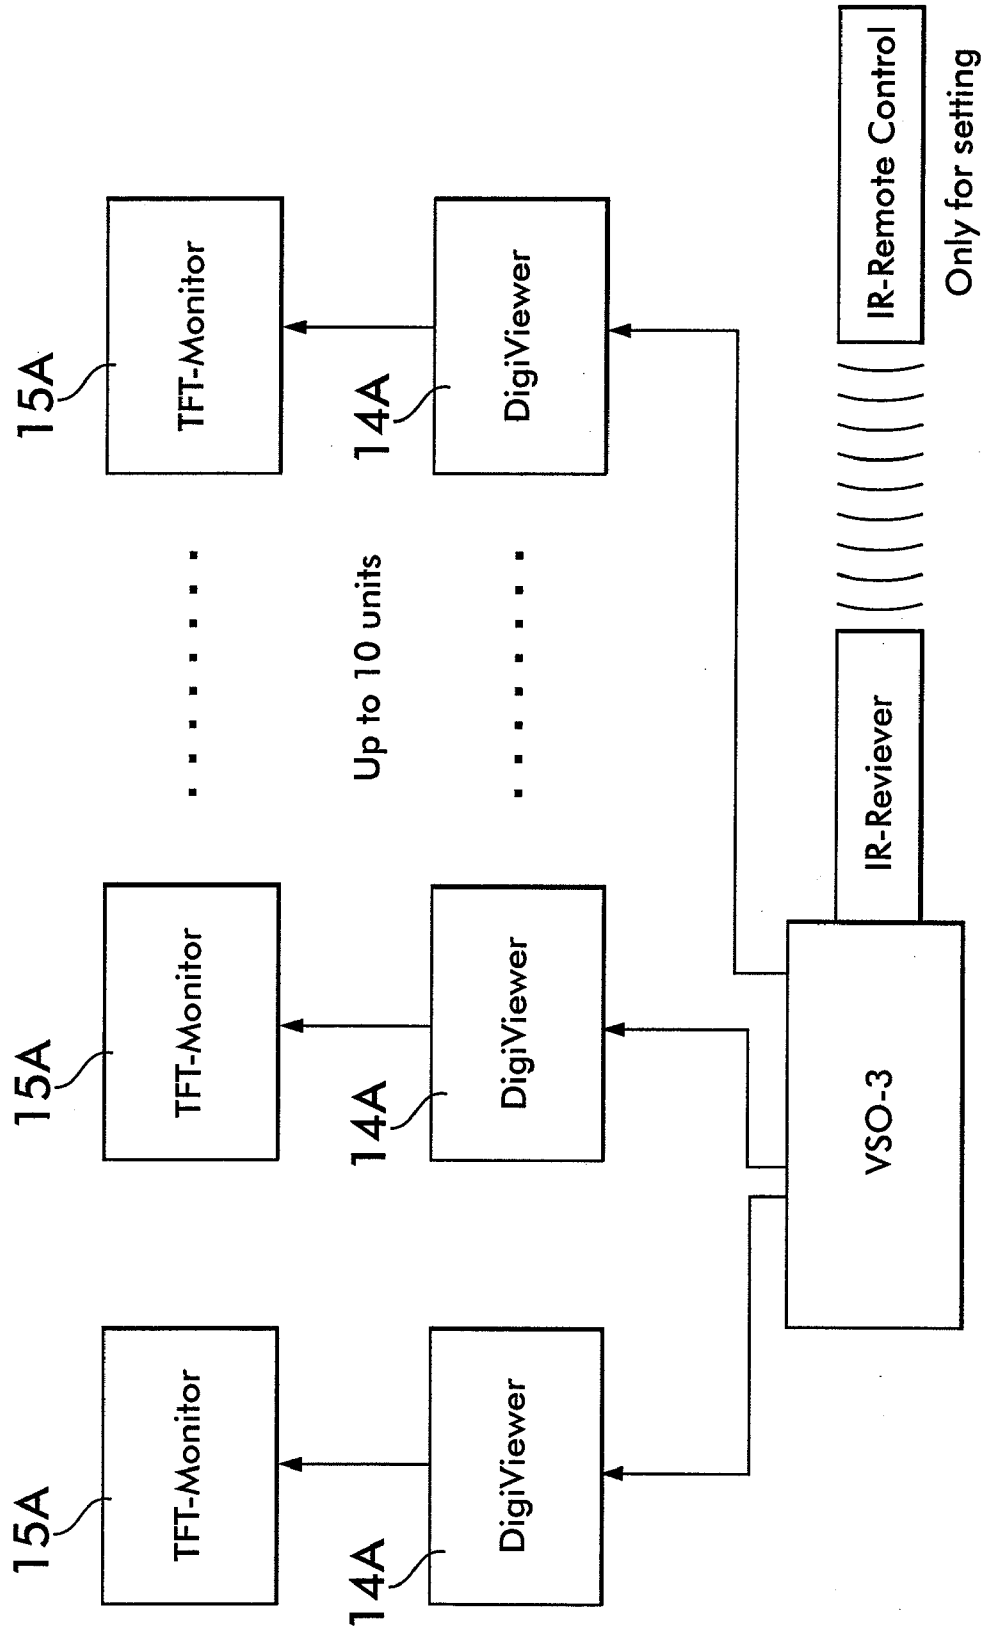 15A
TFT-Monitor
15A
TFT-Monitor
15A
TFT-Monitor
Up to 10 units
14A
DigiViewer
14A
DigiViewer
14A
DigiViewer
VSO-3
IR-Reviever
IR-Remote Control
Only for setting